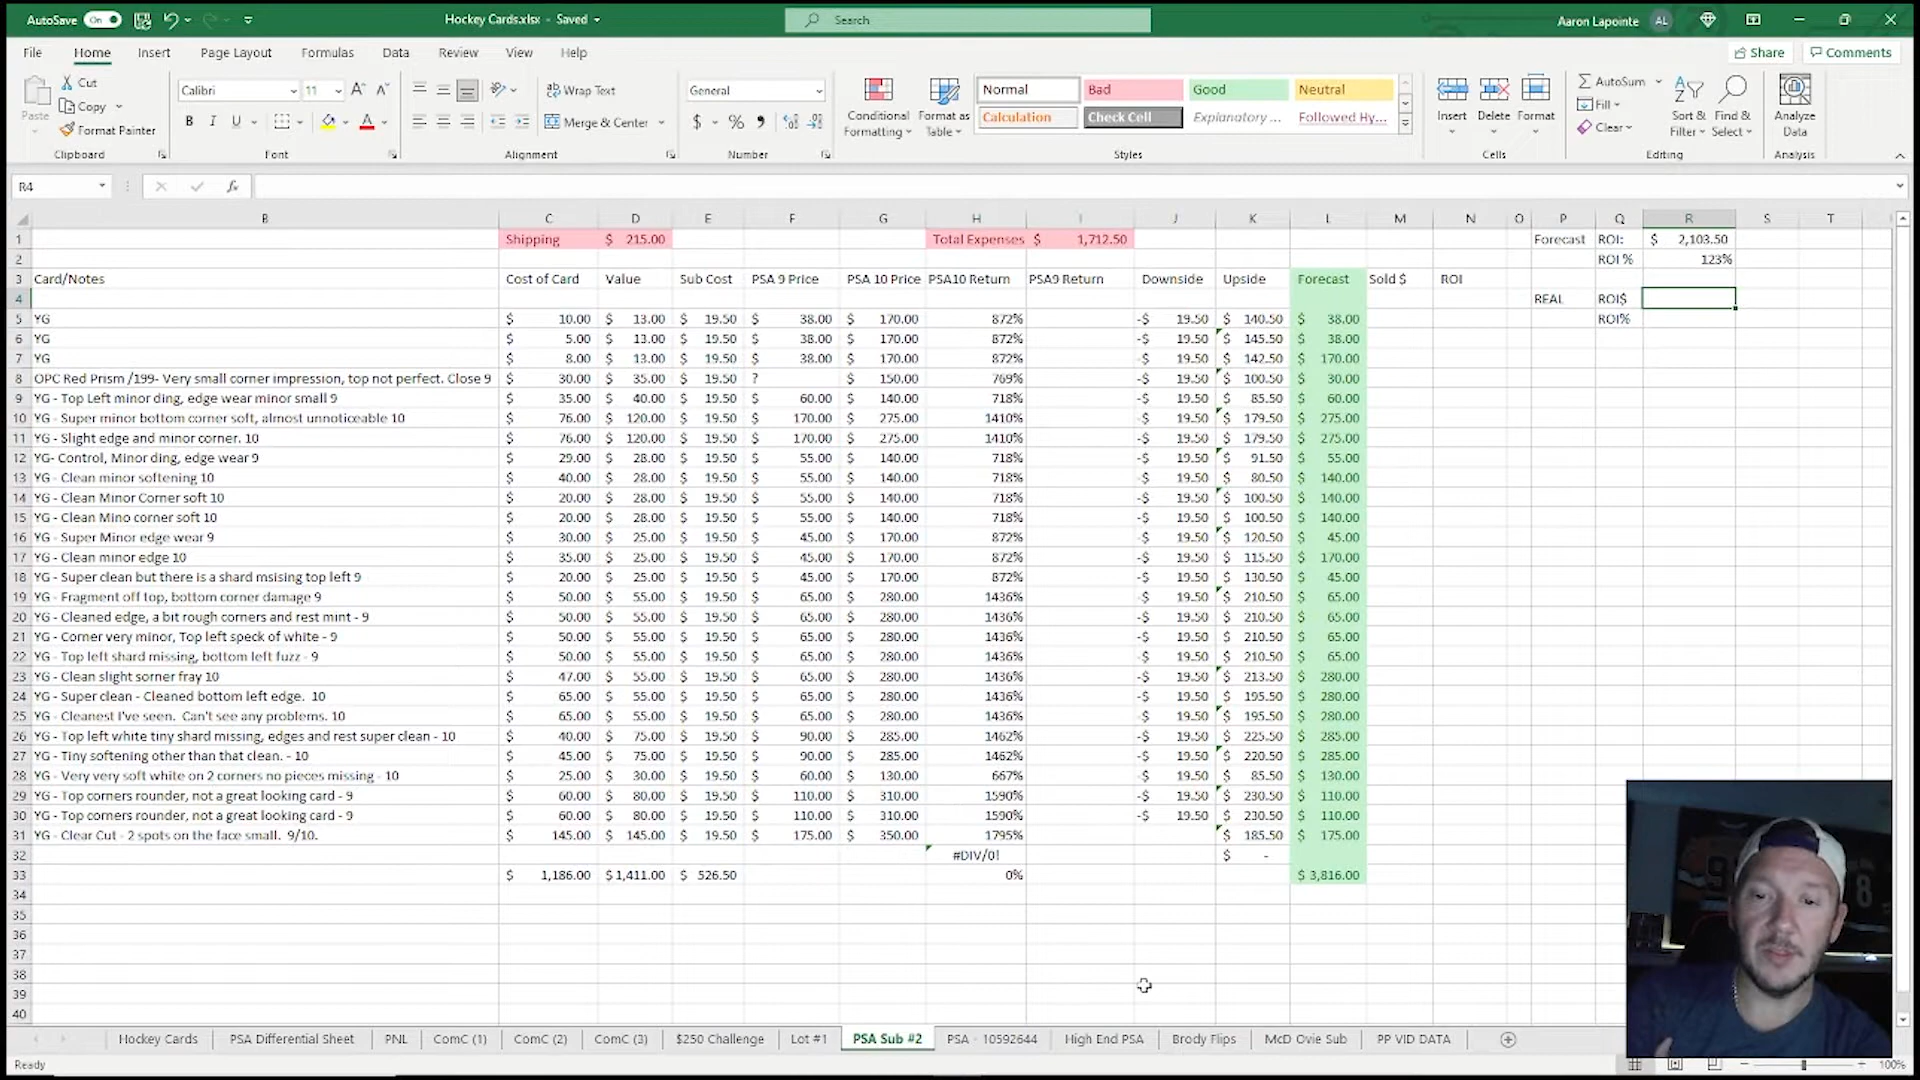 AutoSave On Hockey Cards.xlsx - Saved Search Aaron Lapointe AL
File Home Insert Page Layout Formulas Data Review View Help Share Comments
Paste Cut Copy Format Painter Clipboard
Calibri 11 A A B I U A Font
Wrap Text Merge & Center Alignment
General $ % Number
Conditional Formatting Format as Table
Normal Bad Good Neutral
Calculation Check Cell Explanatory ... Followed Hy... Styles
Insert Delete Format Cells
AutoSum Fill Clear Sort & Filter Find & Select Editing
Analyze Data Analysis
R4 fx
B C D E F G H I J K L M N O P Q R S T
1 Shipping $ 215.00 Total Expenses $ 1,712.50 Forecast ROI: $ 2,103.50
2 ROI % 123%
3 Card/Notes Cost of Card Value Sub Cost PSA 9 Price PSA 10 Price PSA10 Return PSA9 Return Downside Upside Forecast Sold $ ROI
4 REAL ROI$
5 YG $ 10.00 $ 13.00 $ 19.50 $ 38.00 $ 170.00 872% -$ 19.50 $ 140.50 $ 38.00 ROI%
6 YG $ 5.00 $ 13.00 $ 19.50 $ 38.00 $ 170.00 872% -$ 19.50 $ 145.50 $ 38.00
7 YG $ 8.00 $ 13.00 $ 19.50 $ 38.00 $ 170.00 872% -$ 19.50 $ 142.50 $ 170.00
8 OPC Red Prism /199- Very small corner impression, top not perfect. Close 9 $ 30.00 $ 35.00 $ 19.50 ? $ 150.00 769% -$ 19.50 $ 100.50 $ 30.00
9 YG - Top Left minor ding, edge wear minor small 9 $ 35.00 $ 40.00 $ 19.50 $ 60.00 $ 140.00 718% -$ 19.50 $ 85.50 $ 60.00
10 YG - Super minor bottom corner soft, almost unnoticeable 10 $ 76.00 $ 120.00 $ 19.50 $ 170.00 $ 275.00 1410% -$ 19.50 $ 179.50 $ 275.00
11 YG - Slight edge and minor corner. 10 $ 76.00 $ 120.00 $ 19.50 $ 170.00 $ 275.00 1410% -$ 19.50 $ 179.50 $ 275.00
12 YG- Control, Minor ding, edge wear 9 $ 29.00 $ 28.00 $ 19.50 $ 55.00 $ 140.00 718% -$ 19.50 $ 91.50 $ 55.00
13 YG - Clean minor softening 10 $ 40.00 $ 28.00 $ 19.50 $ 55.00 $ 140.00 718% -$ 19.50 $ 80.50 $ 140.00
14 YG - Clean Minor Corner soft 10 $ 20.00 $ 28.00 $ 19.50 $ 55.00 $ 140.00 718% -$ 19.50 $ 100.50 $ 140.00
15 YG - Clean Mino corner soft 10 $ 20.00 $ 28.00 $ 19.50 $ 55.00 $ 140.00 718% -$ 19.50 $ 100.50 $ 140.00
16 YG - Super Minor edge wear 9 $ 30.00 $ 25.00 $ 19.50 $ 45.00 $ 170.00 872% -$ 19.50 $ 120.50 $ 45.00
17 YG - Clean minor edge 10 $ 35.00 $ 25.00 $ 19.50 $ 45.00 $ 170.00 872% -$ 19.50 $ 115.50 $ 170.00
18 YG - Super clean but there is a shard msising top left 9 $ 20.00 $ 25.00 $ 19.50 $ 45.00 $ 170.00 872% -$ 19.50 $ 130.50 $ 45.00
19 YG - Fragment off top, bottom corner damage 9 $ 50.00 $ 55.00 $ 19.50 $ 65.00 $ 280.00 1436% -$ 19.50 $ 210.50 $ 65.00
20 YG - Cleaned edge, a bit rough corners and rest mint - 9 $ 50.00 $ 55.00 $ 19.50 $ 65.00 $ 280.00 1436% -$ 19.50 $ 210.50 $ 65.00
21 YG - Corner very minor, Top left speck of white - 9 $ 50.00 $ 55.00 $ 19.50 $ 65.00 $ 280.00 1436% -$ 19.50 $ 210.50 $ 65.00
22 YG - Top left shard missing, bottom left fuzz - 9 $ 50.00 $ 55.00 $ 19.50 $ 65.00 $ 280.00 1436% -$ 19.50 $ 210.50 $ 65.00
23 YG - Clean slight sorner fray 10 $ 47.00 $ 55.00 $ 19.50 $ 65.00 $ 280.00 1436% -$ 19.50 $ 213.50 $ 280.00
24 YG - Super clean - Cleaned bottom left edge. 10 $ 65.00 $ 55.00 $ 19.50 $ 65.00 $ 280.00 1436% -$ 19.50 $ 195.50 $ 280.00
25 YG - Cleanest I've seen. Can't see any problems. 10 $ 65.00 $ 55.00 $ 19.50 $ 65.00 $ 280.00 1436% -$ 19.50 $ 195.50 $ 280.00
26 YG - Top left white tiny shard missing, edges and rest super clean - 10 $ 40.00 $ 75.00 $ 19.50 $ 90.00 $ 285.00 1462% -$ 19.50 $ 225.50 $ 285.00
27 YG - Tiny softening other than that clean. - 10 $ 45.00 $ 75.00 $ 19.50 $ 90.00 $ 285.00 1462% -$ 19.50 $ 220.50 $ 285.00
28 YG - Very very soft white on 2 corners no pieces missing - 10 $ 25.00 $ 30.00 $ 19.50 $ 60.00 $ 130.00 667% -$ 19.50 $ 85.50 $ 130.00
29 YG - Top corners rounder, not a great looking card - 9 $ 60.00 $ 80.00 $ 19.50 $ 110.00 $ 310.00 1590% -$ 19.50 $ 230.50 $ 110.00
30 YG - Top corners rounder, not a great looking card - 9 $ 60.00 $ 80.00 $ 19.50 $ 110.00 $ 310.00 1590% -$ 19.50 $ 230.50 $ 110.00
31 YG - Clear Cut - 2 spots on the face small. 9/10. $ 145.00 $ 145.00 $ 19.50 $ 175.00 $ 350.00 1795% $ 185.50 $ 175.00
32 #DIV/0! $ -
33 $ 1,186.00 $ 1,411.00 $ 526.50 0% $ 3,816.00
34
35
36
37
38
39
40
Hockey Cards PSA Differential Sheet PNL ComC (1) ComC (2) ComC (3) $250 Challenge Lot #1 PSA Sub #2 PSA - 10592644 High End PSA Brody Flips McD Ovie Sub PP VID DATA
Ready 100%